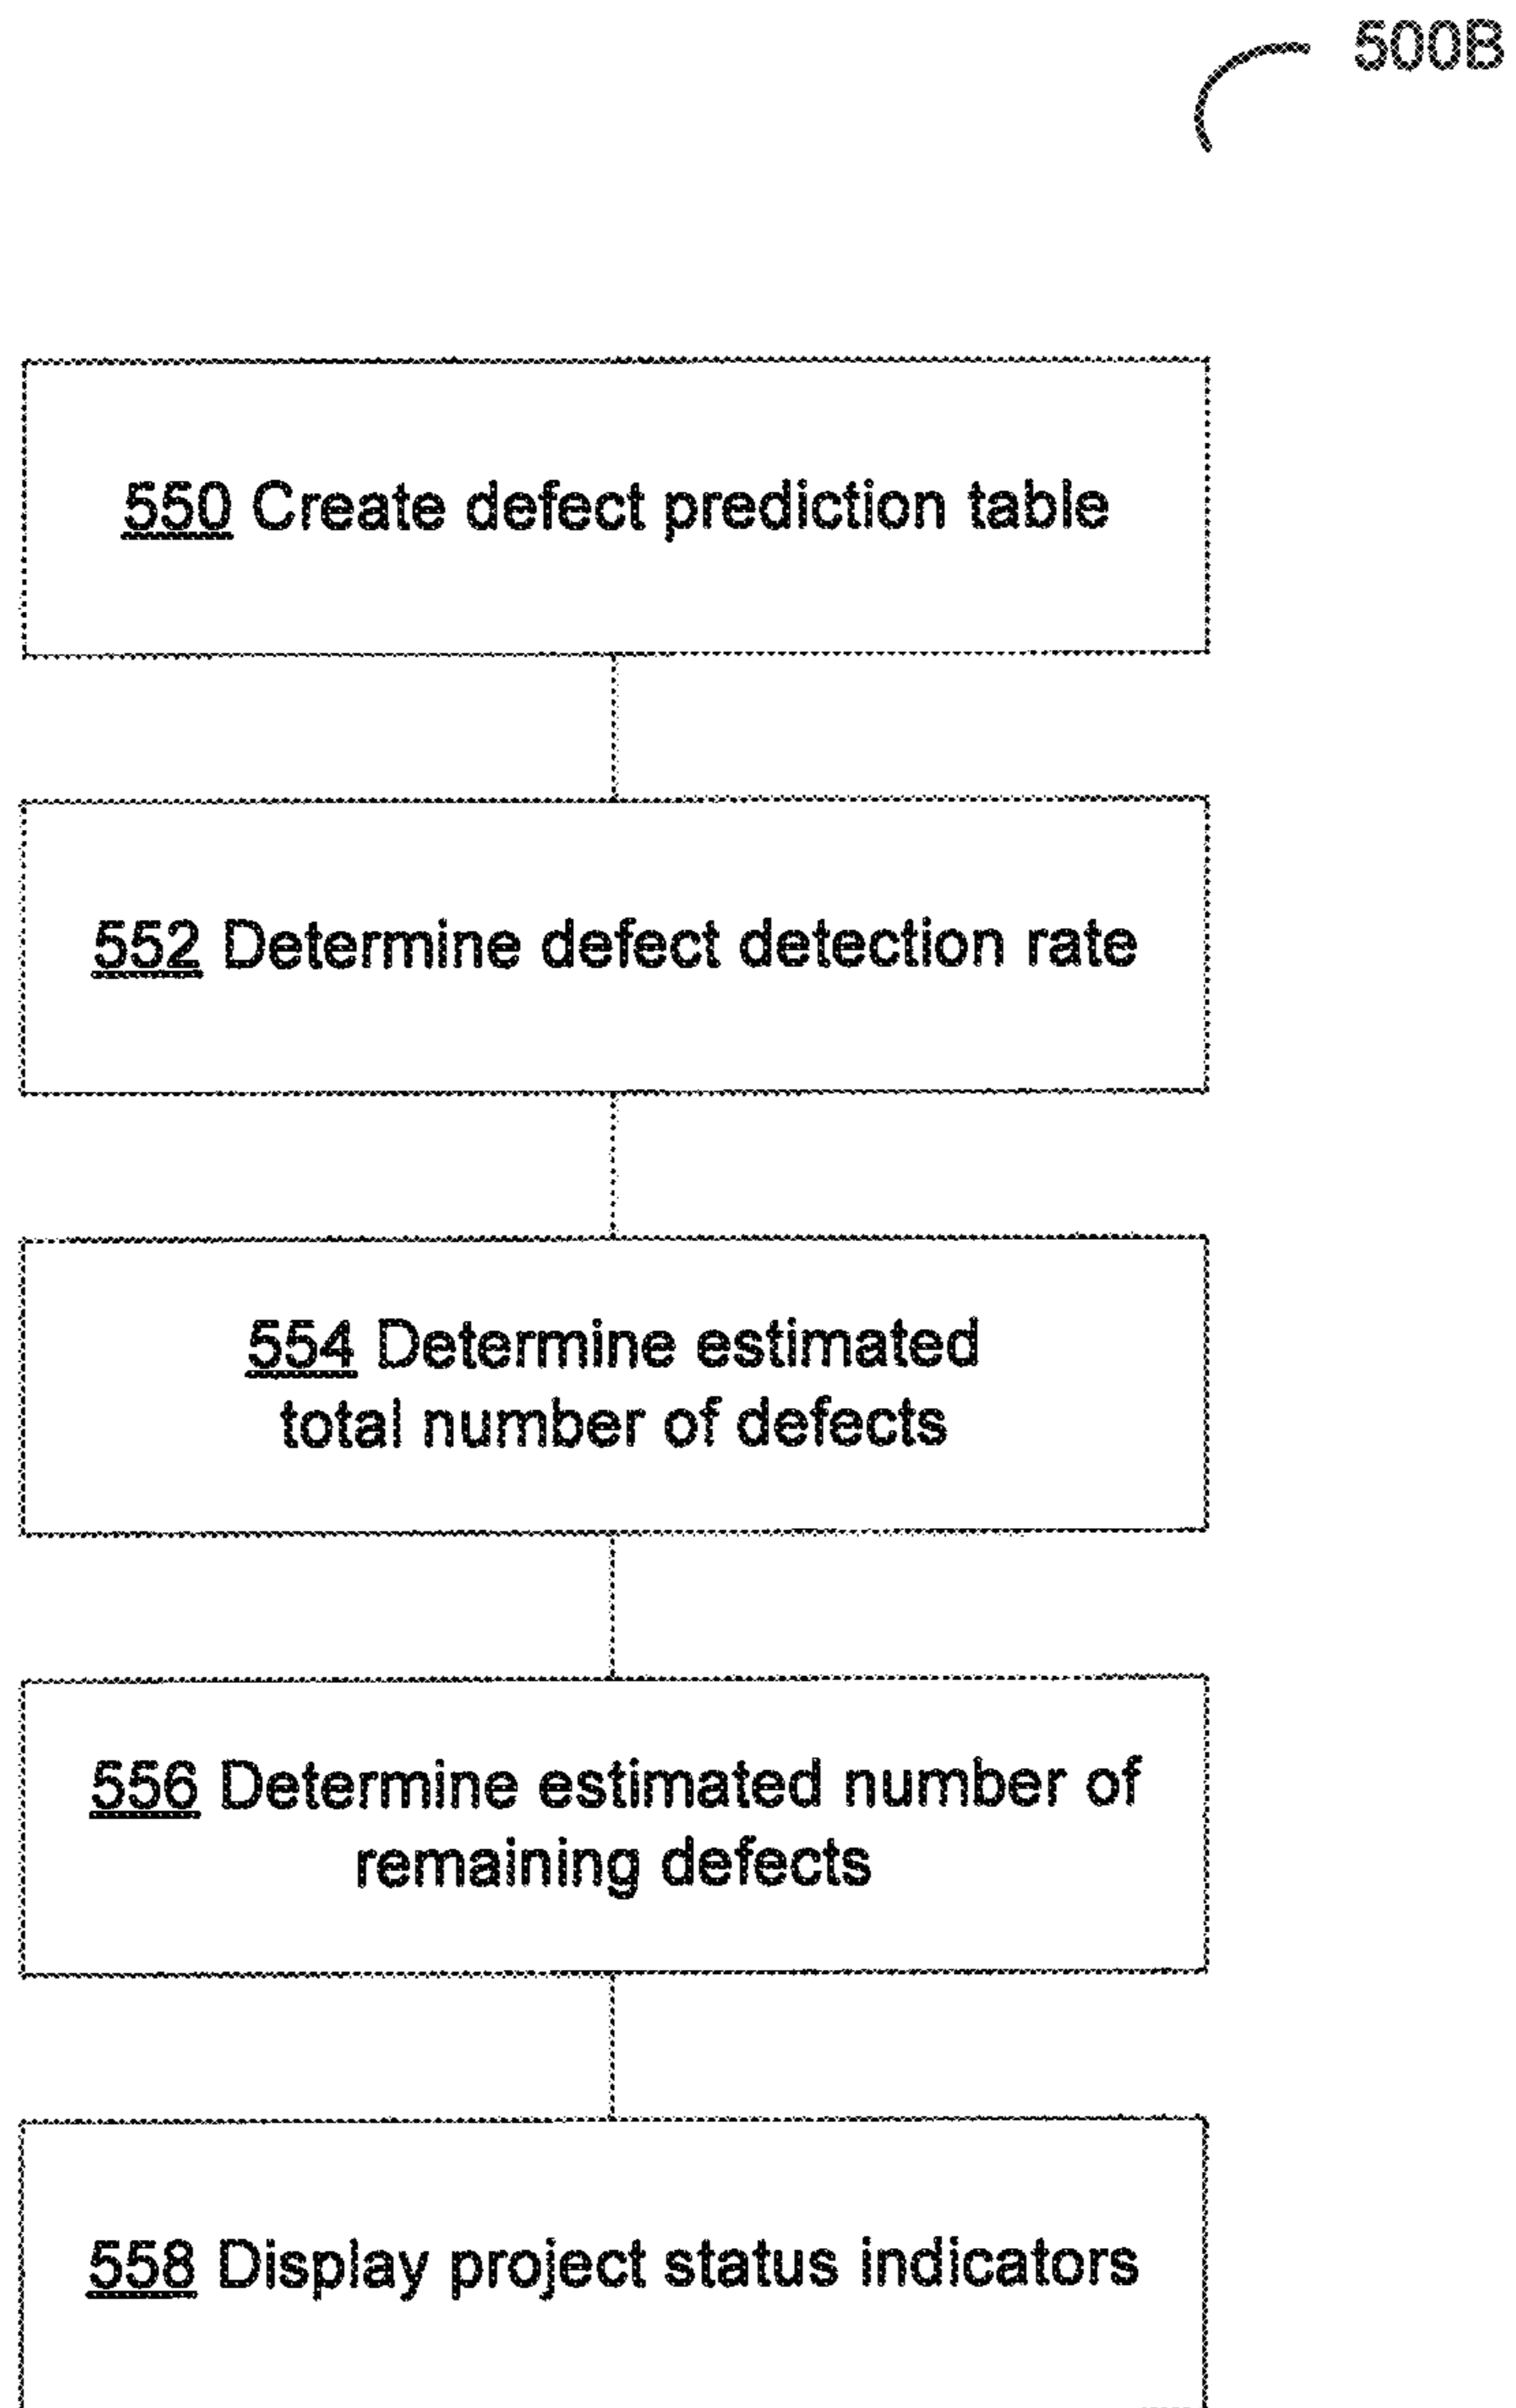 500B
550 Create defect prediction table
552 Determine defect detection rate
554 Determine estimated
total number of defects
556 Determine estimated number of
remaining defects
558 Display project status indicators